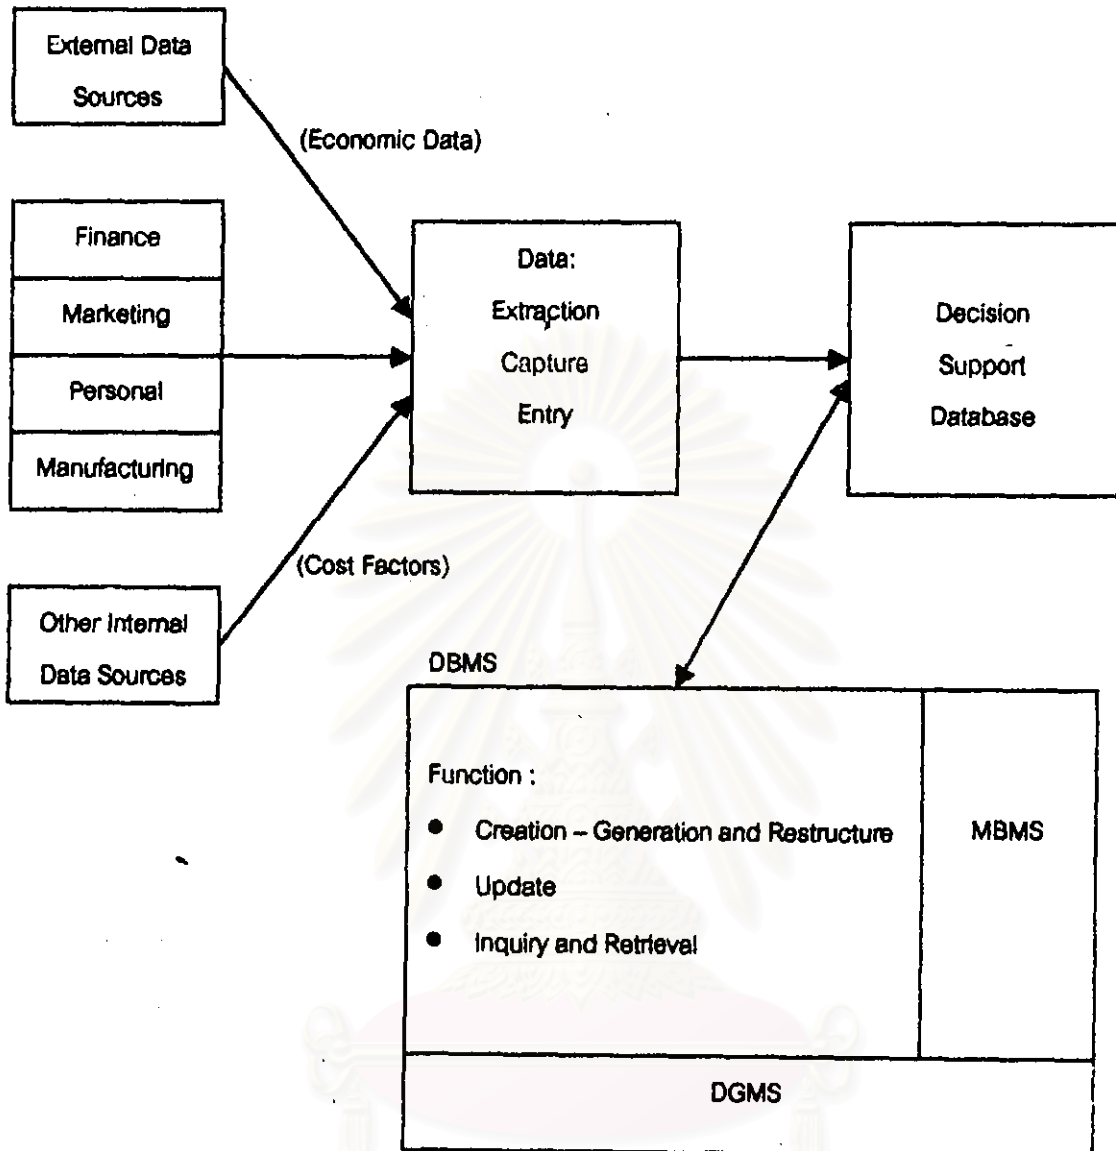 External Data
Sources
(Economic Data)
Finance
Marketing
Personal
Manufacturing
Data:
Extraction
Capture
Entry
Decision
Support
Database
(Cost Factors)
Other Internal
Data Sources
DBMS
Function :
● Creation – Generation and Restructure
● Update
● Inquiry and Retrieval
MBMS
DGMS